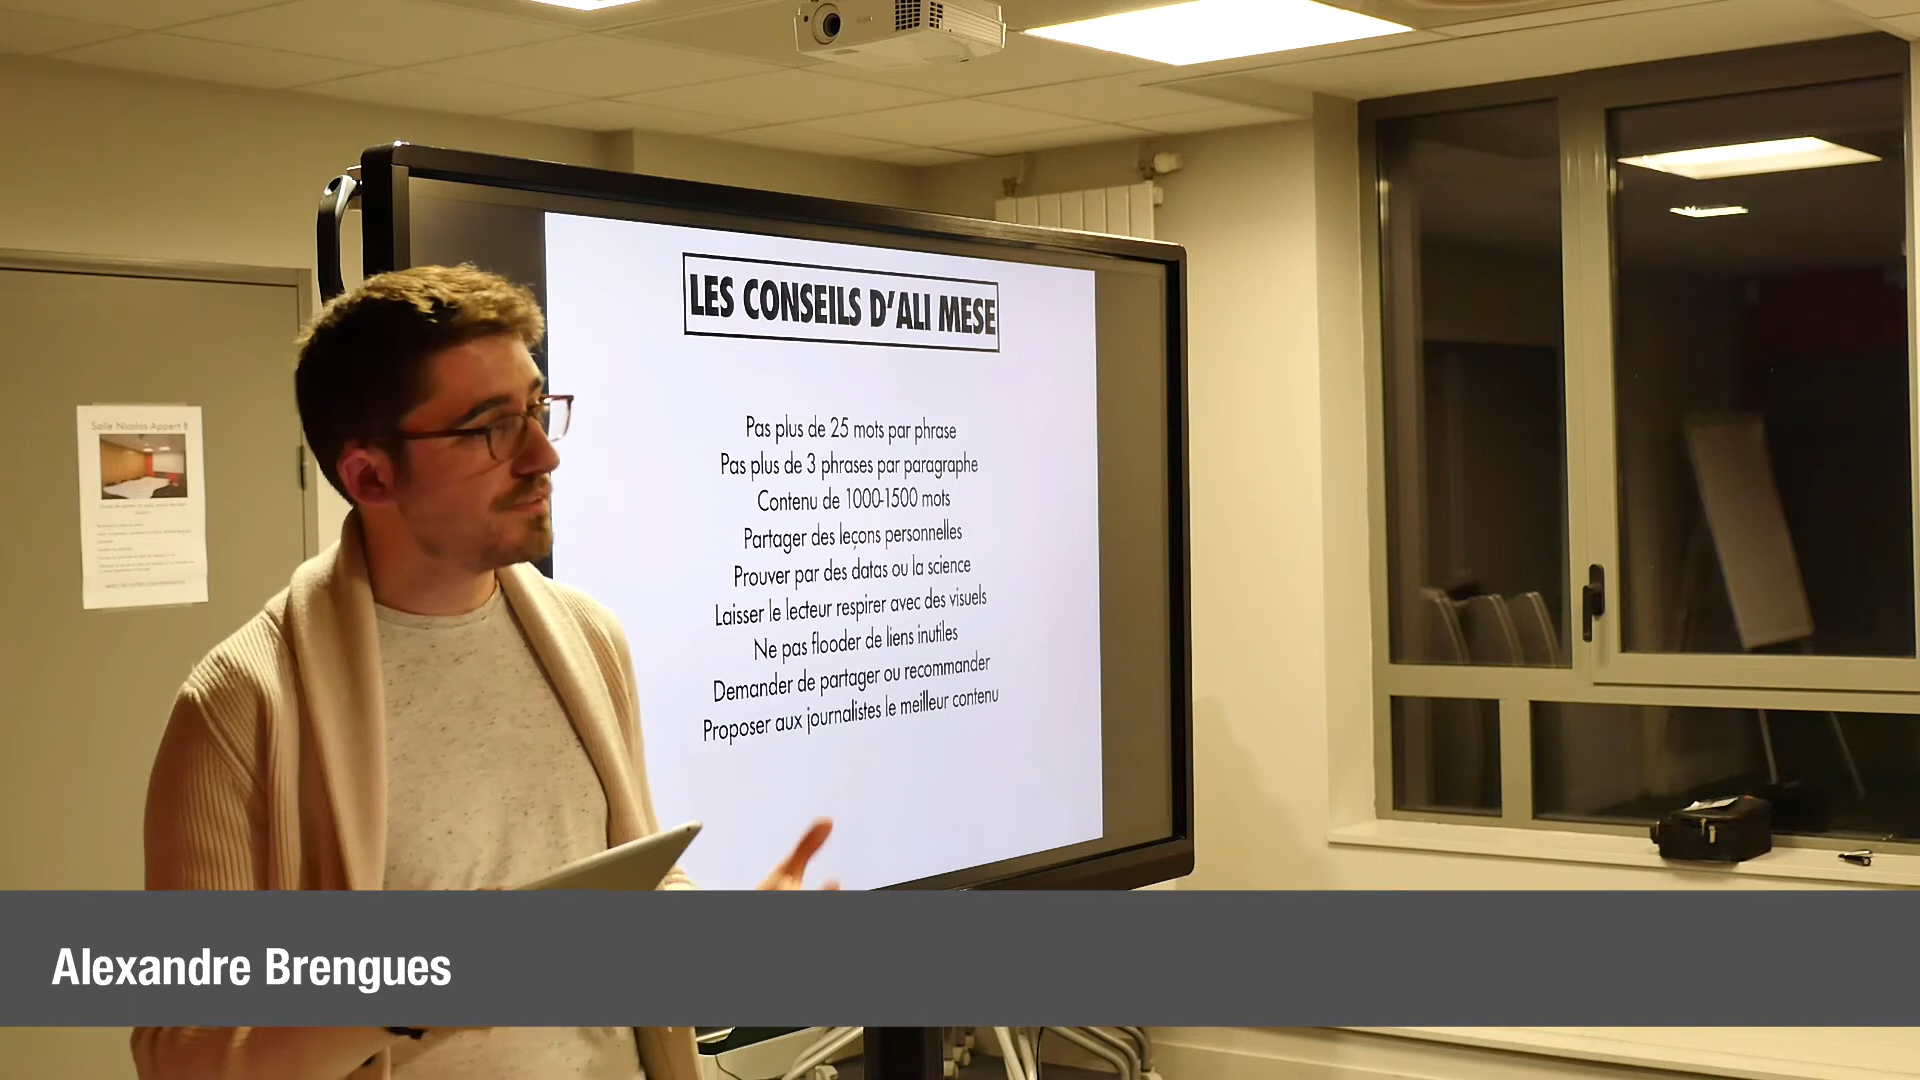 LES CONSEILS D'ALI MESE
Pas plus de 25 mots par phrase
Pas plus de 3 phrases par paragraphe
Contenu de 1000-1500 mots
Partager des leçons personnelles
Prouver par des datas ou la science
Laisser le lecteur respirer avec des visuels
Ne pas flooder de liens inutiles
Demander de partager ou recommander
Proposer aux journalistes le meilleur contenu
Salle Nicolas Appert B
Alexandre Brengues